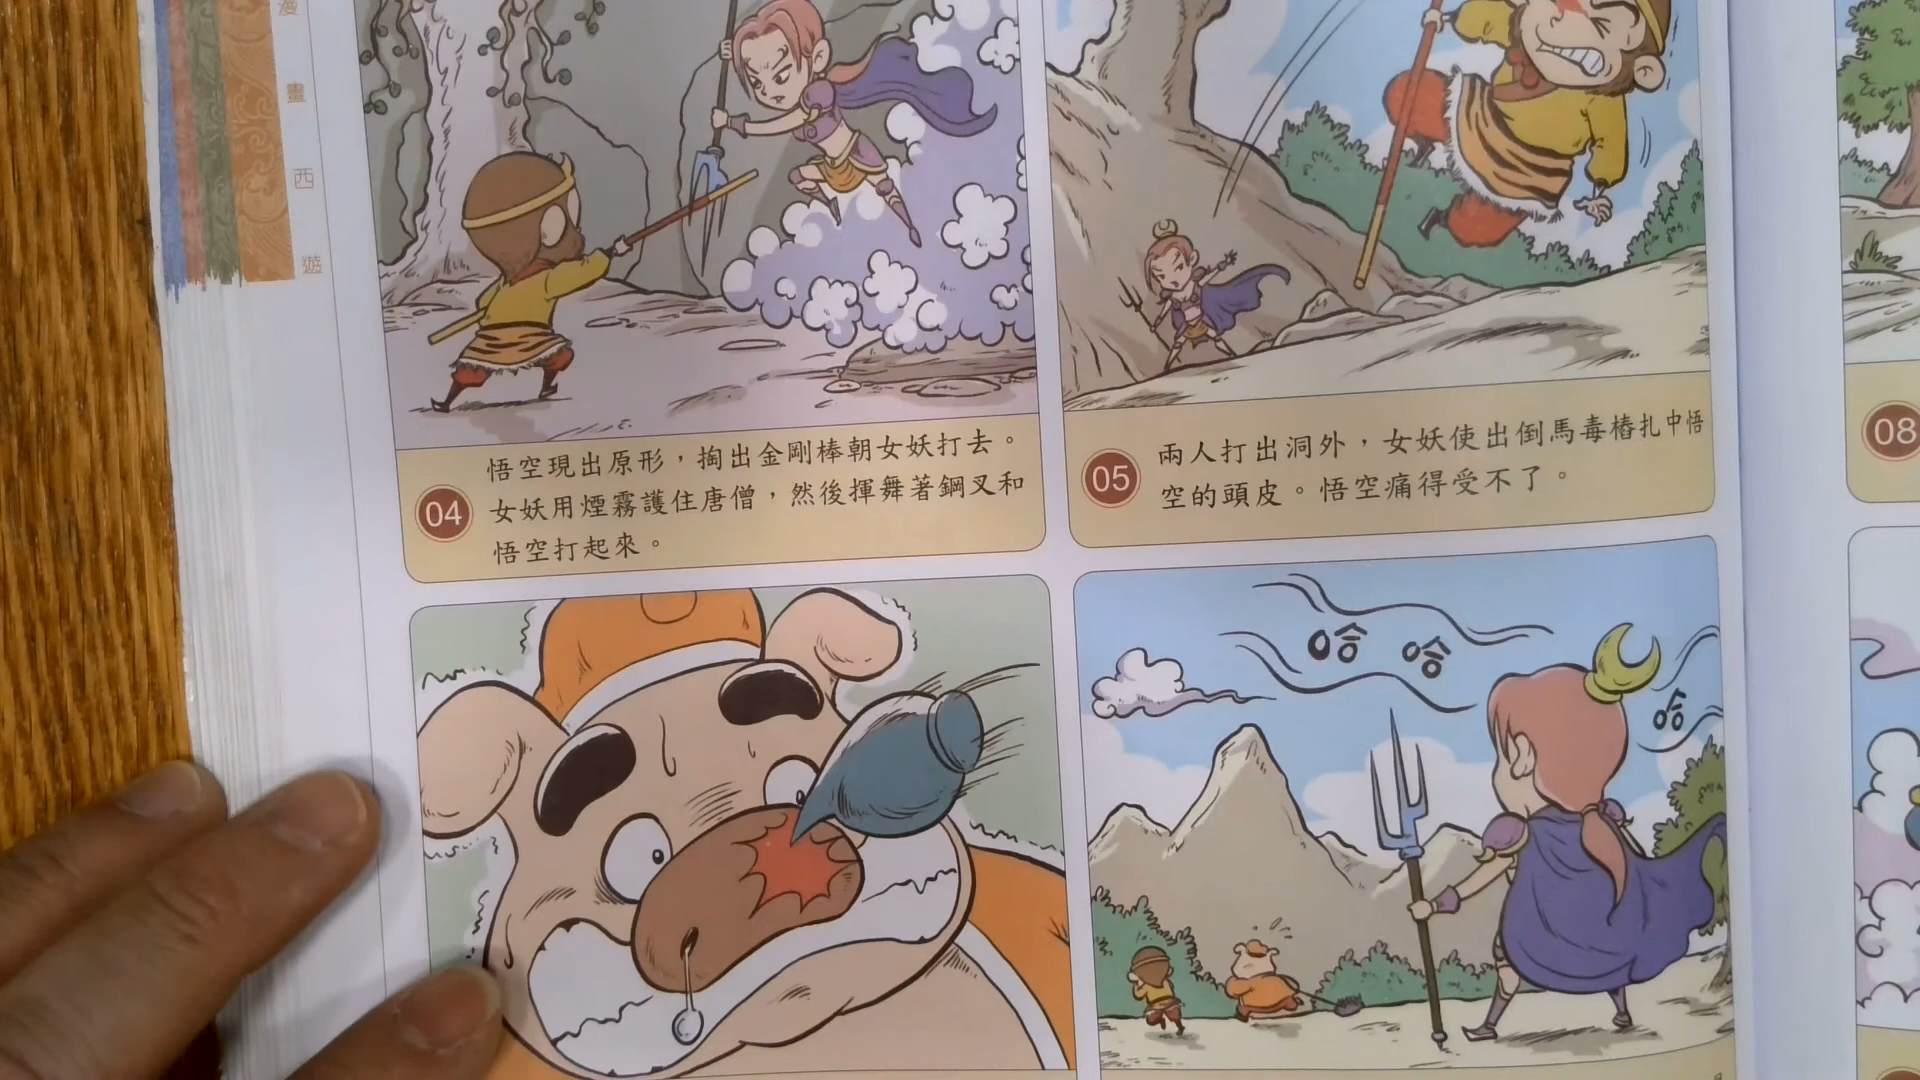 漫畫西遊
悟空現出原形，掏出金剛棒朝女妖打去。
04 女妖用煙霧護住唐僧，然後揮舞著鋼叉和
悟空打起來。
兩人打出洞外，女妖使出倒馬毒樁扎中悟
05 空的頭皮。悟空痛得受不了。
08
哈 哈
哈